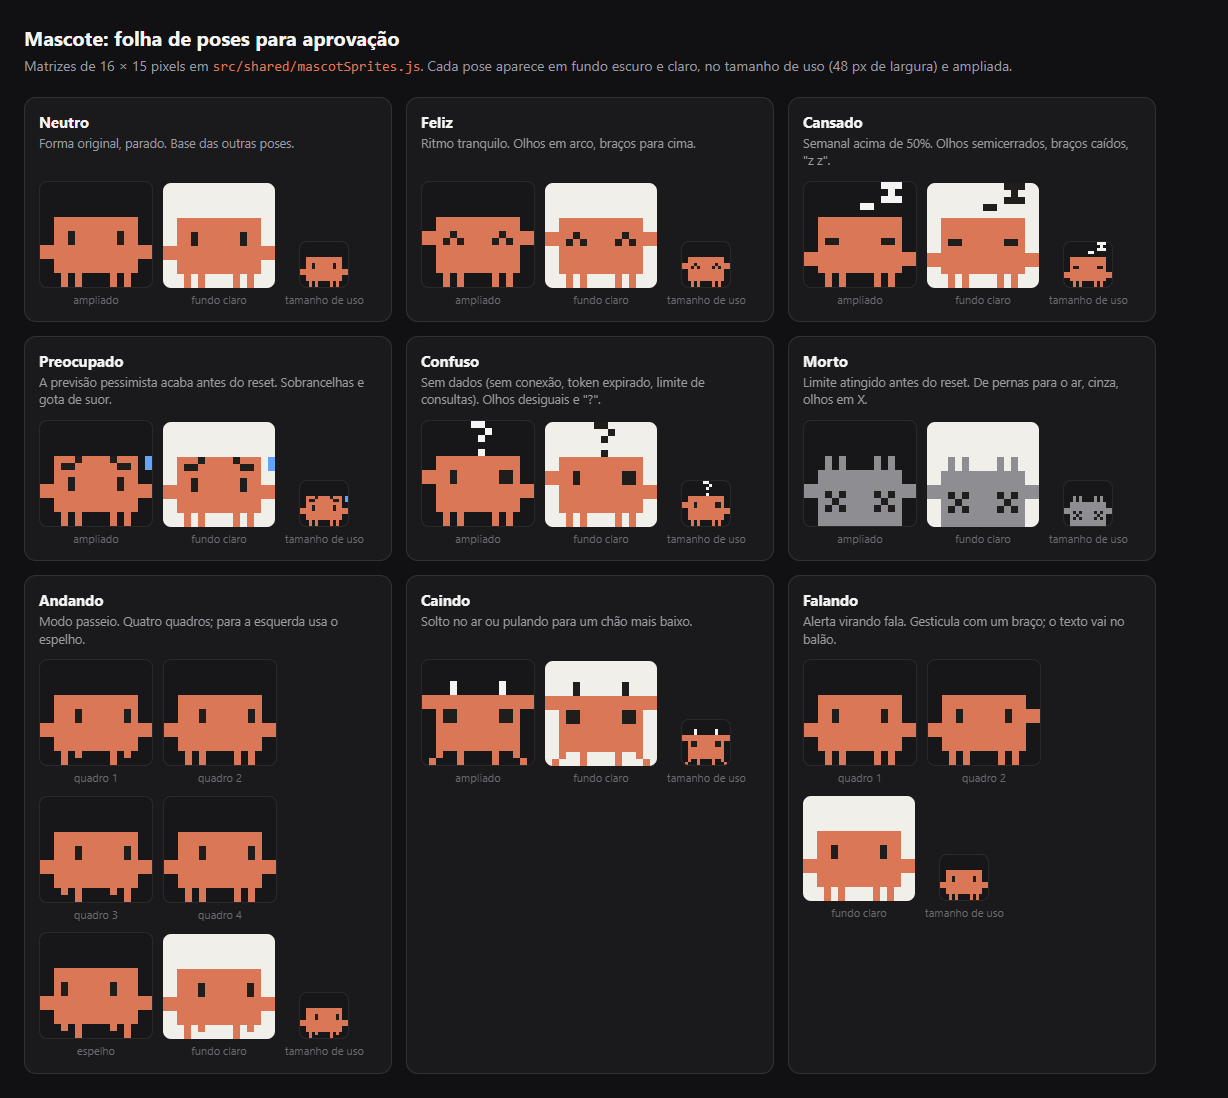 Mascote: folha de poses para aprovação
Matrizes de 16 × 15 pixels em src/shared/mascotSprites.js. Cada pose aparece em fundo escuro e claro, no tamanho de uso (48 px de largura) e ampliada.
Neutro
Forma original, parado. Base das outras poses.
ampliado
fundo claro
tamanho de uso
Feliz
Ritmo tranquilo. Olhos em arco, braços para cima.
ampliado
fundo claro
tamanho de uso
Cansado
Semanal acima de 50%. Olhos semicerrados, braços caídos,
"z z".
ampliado
fundo claro
tamanho de uso
Preocupado
A previsão pessimista acaba antes do reset. Sobrancelhas e
gota de suor.
ampliado
fundo claro
tamanho de uso
Confuso
Sem dados (sem conexão, token expirado, limite de
consultas). Olhos desiguais e "?".
ampliado
fundo claro
tamanho de uso
Morto
Limite atingido antes do reset. De pernas para o ar, cinza,
olhos em X.
ampliado
fundo claro
tamanho de uso
Andando
Modo passeio. Quatro quadros; para a esquerda usa o
espelho.
quadro 1
quadro 2
quadro 3
quadro 4
espelho
fundo claro
tamanho de uso
Caindo
Solto no ar ou pulando para um chão mais baixo.
ampliado
fundo claro
tamanho de uso
Falando
Alerta virando fala. Gesticula com um braço; o texto vai no
balão.
quadro 1
quadro 2
fundo claro
tamanho de uso